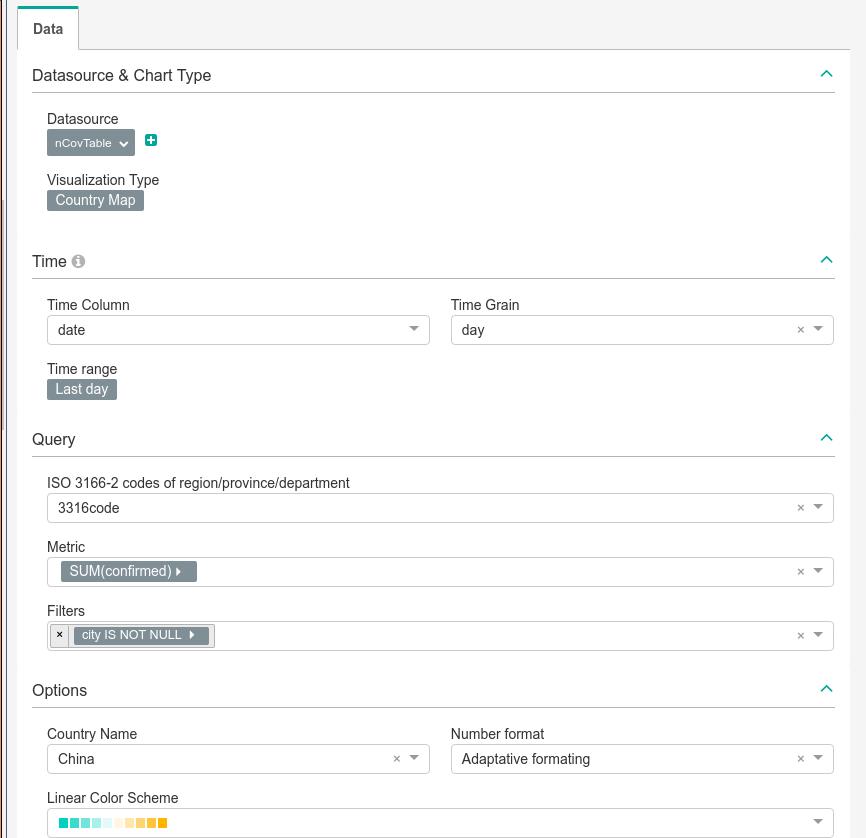 Data
Datasource & Chart Type
Datasource
nCovTable
Visualization Type
Country Map
Time
Time Column
Time Grain
date
day
Time range
Last day
Query
ISO 3166-2 codes of region/province/department
3316code
Metric
SUM(confirmed)
Filters
city IS NOT NULL
Options
Country Name
Number format
China
Adaptative formating
Linear Color Scheme